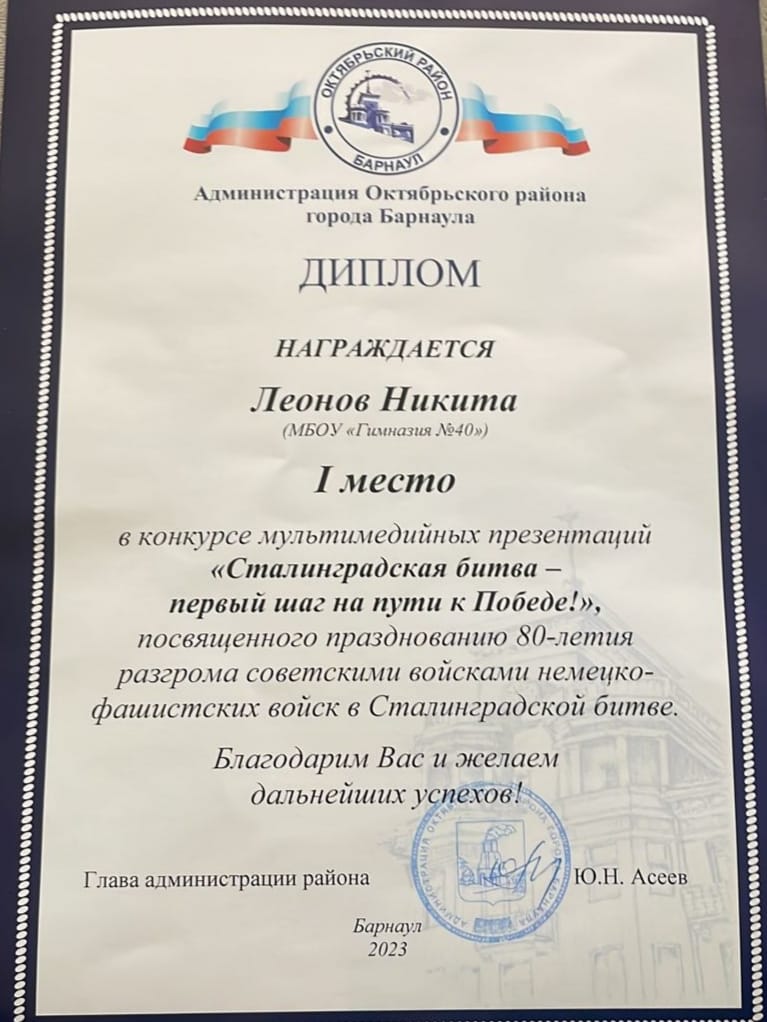 ОКТЯБРЬСКИЙ РАЙОН
БАРНАУЛ
Администрация Октябрьского района
города Барнаула
ДИПЛОМ
НАГРАЖДАЕТСЯ
Леонов Никита
(МБОУ «Гимназия №40»)
I место
в конкурсе мультимедийных презентаций
«Сталинградская битва –
первый шаг на пути к Победе!»,
посвященного празднованию 80-летия
разгрома советскими войсками немецко-
фашистских войск в Сталинградской битве.
Благодарим Вас и желаем
дальнейших успехов!
Глава администрации района
Ю.Н. Асеев
Барнаул
2023